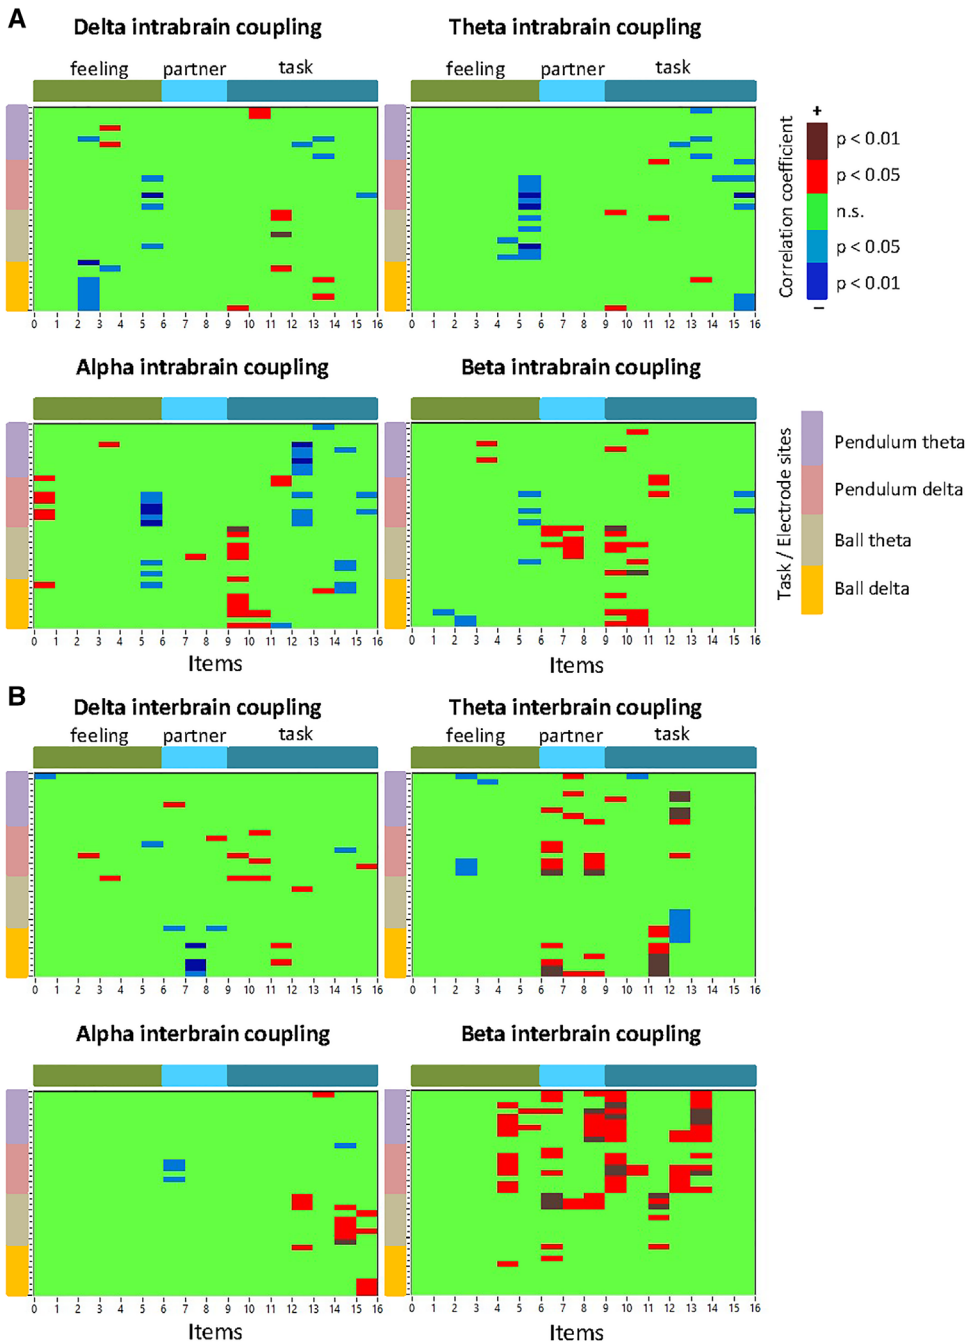 A
Delta intrabrain coupling
Theta intrabrain coupling
feeling partner task
feeling partner task
0 1 2 3 4 5 6 7 8 9 10 11 12 13 14 15 16
0 1 2 3 4 5 6 7 8 9 10 11 12 13 14 15 16
+
p < 0.01
p < 0.05
n.s.
p < 0.05
p < 0.01
–
Correlation coefficient
Alpha intrabrain coupling
Beta intrabrain coupling
0 1 2 3 4 5 6 7 8 9 10 11 12 13 14 15 16
0 1 2 3 4 5 6 7 8 9 10 11 12 13 14 15 16
Items
Items
Task / Electrode sites
Pendulum theta
Pendulum delta
Ball theta
Ball delta
B
Delta interbrain coupling
Theta interbrain coupling
feeling partner task
feeling partner task
0 1 2 3 4 5 6 7 8 9 10 11 12 13 14 15 16
0 1 2 3 4 5 6 7 8 9 10 11 12 13 14 15 16
Alpha interbrain coupling
Beta interbrain coupling
0 1 2 3 4 5 6 7 8 9 10 11 12 13 14 15 16
0 1 2 3 4 5 6 7 8 9 10 11 12 13 14 15 16
Items
Items